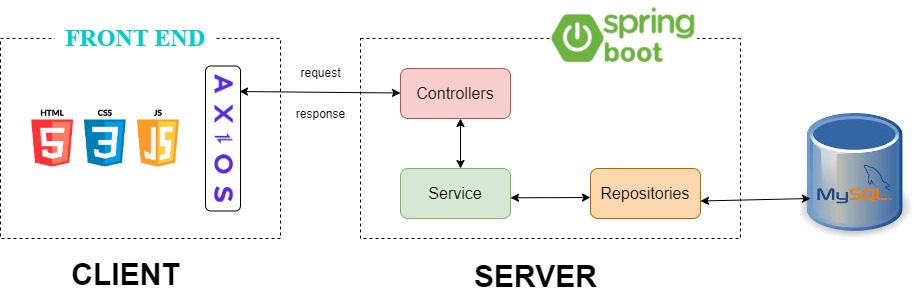 FRONT END
spring
boot
HTML
CSS
JS
5
3
JS
AXIOS
request
response
Controllers
Service
Repositories
MySQL
CLIENT
SERVER